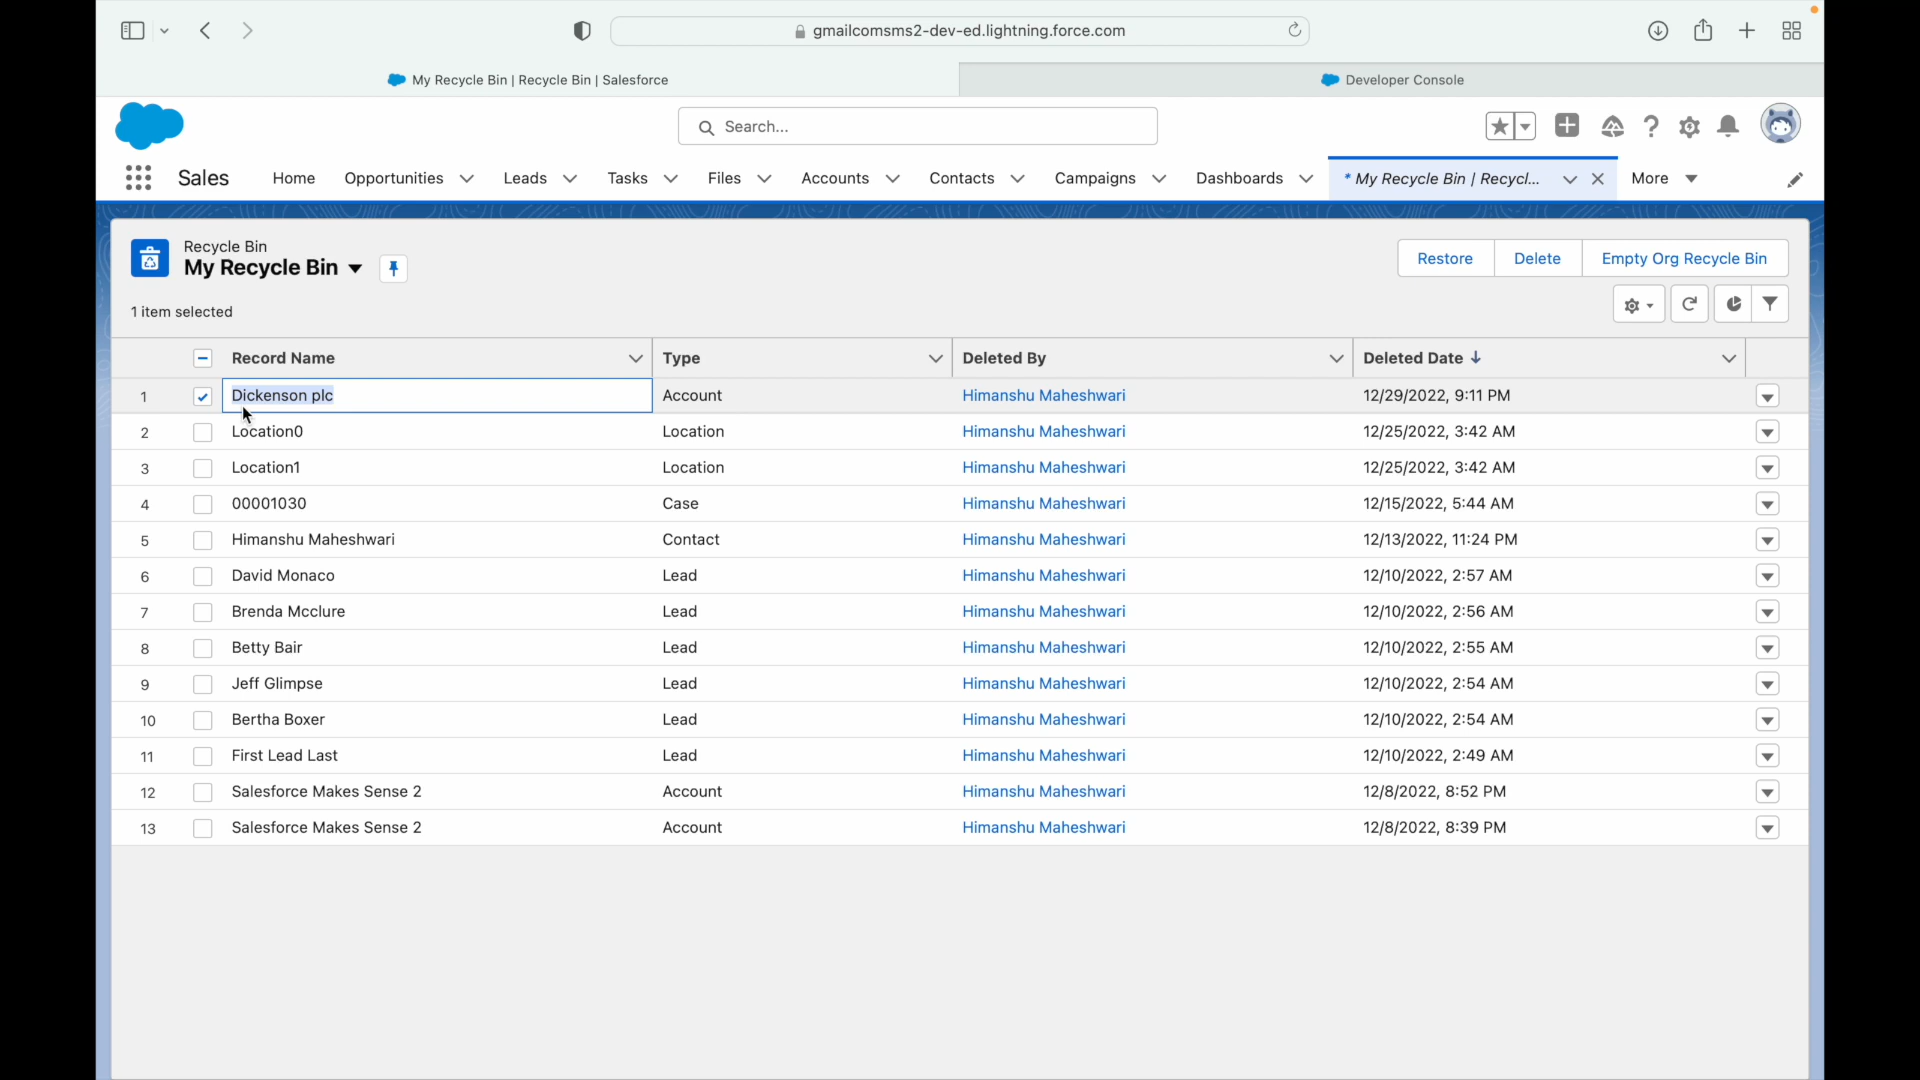 gmailcomsms2-dev-ed.lightning.force.com
My Recycle Bin | Recycle Bin | Salesforce
Developer Console
Search...
Sales Home Opportunities Leads Tasks Files Accounts Contacts Campaigns Dashboards * My Recycle Bin | Recycl... More
Recycle Bin
My Recycle Bin
Restore Delete Empty Org Recycle Bin
1 item selected
Record Name Type Deleted By Deleted Date
1 Dickenson plc Account Himanshu Maheshwari 12/29/2022, 9:11 PM
2 Location0 Location Himanshu Maheshwari 12/25/2022, 3:42 AM
3 Location1 Location Himanshu Maheshwari 12/25/2022, 3:42 AM
4 00001030 Case Himanshu Maheshwari 12/15/2022, 5:44 AM
5 Himanshu Maheshwari Contact Himanshu Maheshwari 12/13/2022, 11:24 PM
6 David Monaco Lead Himanshu Maheshwari 12/10/2022, 2:57 AM
7 Brenda Mcclure Lead Himanshu Maheshwari 12/10/2022, 2:56 AM
8 Betty Bair Lead Himanshu Maheshwari 12/10/2022, 2:55 AM
9 Jeff Glimpse Lead Himanshu Maheshwari 12/10/2022, 2:54 AM
10 Bertha Boxer Lead Himanshu Maheshwari 12/10/2022, 2:54 AM
11 First Lead Last Lead Himanshu Maheshwari 12/10/2022, 2:49 AM
12 Salesforce Makes Sense 2 Account Himanshu Maheshwari 12/8/2022, 8:52 PM
13 Salesforce Makes Sense 2 Account Himanshu Maheshwari 12/8/2022, 8:39 PM